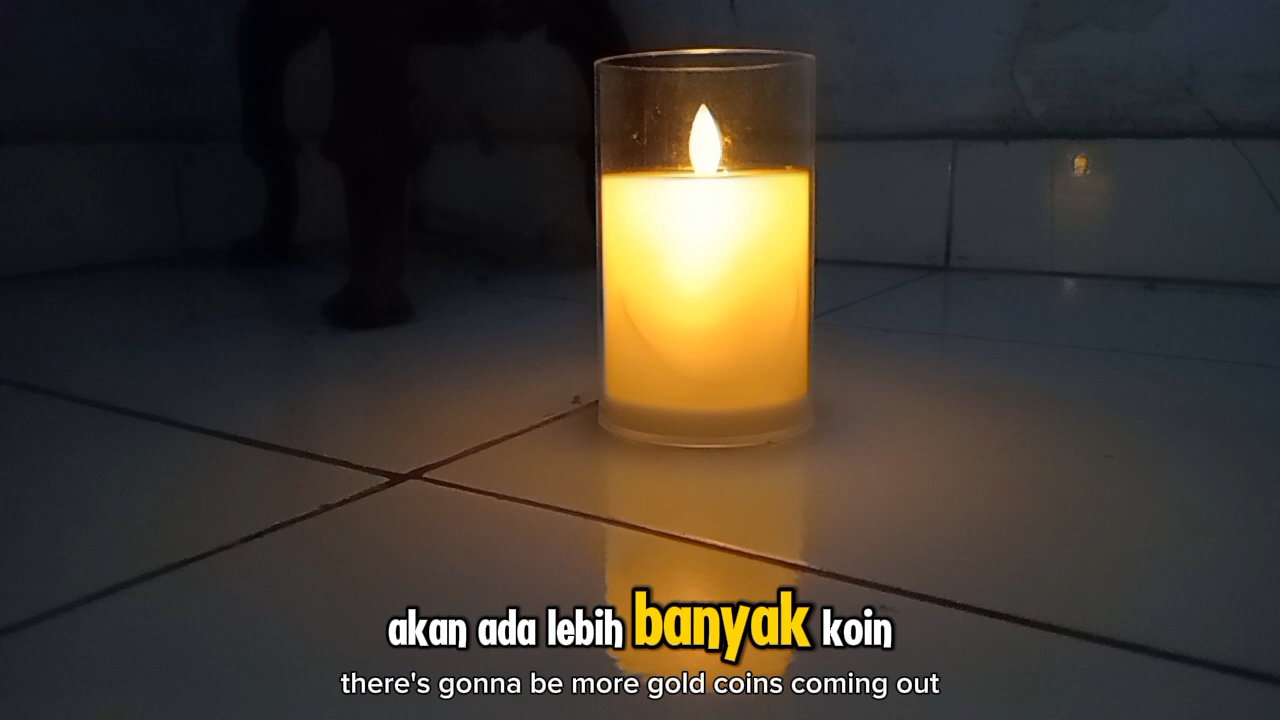 akan ada lebih banyak koin
there's gonna be more gold coins coming out